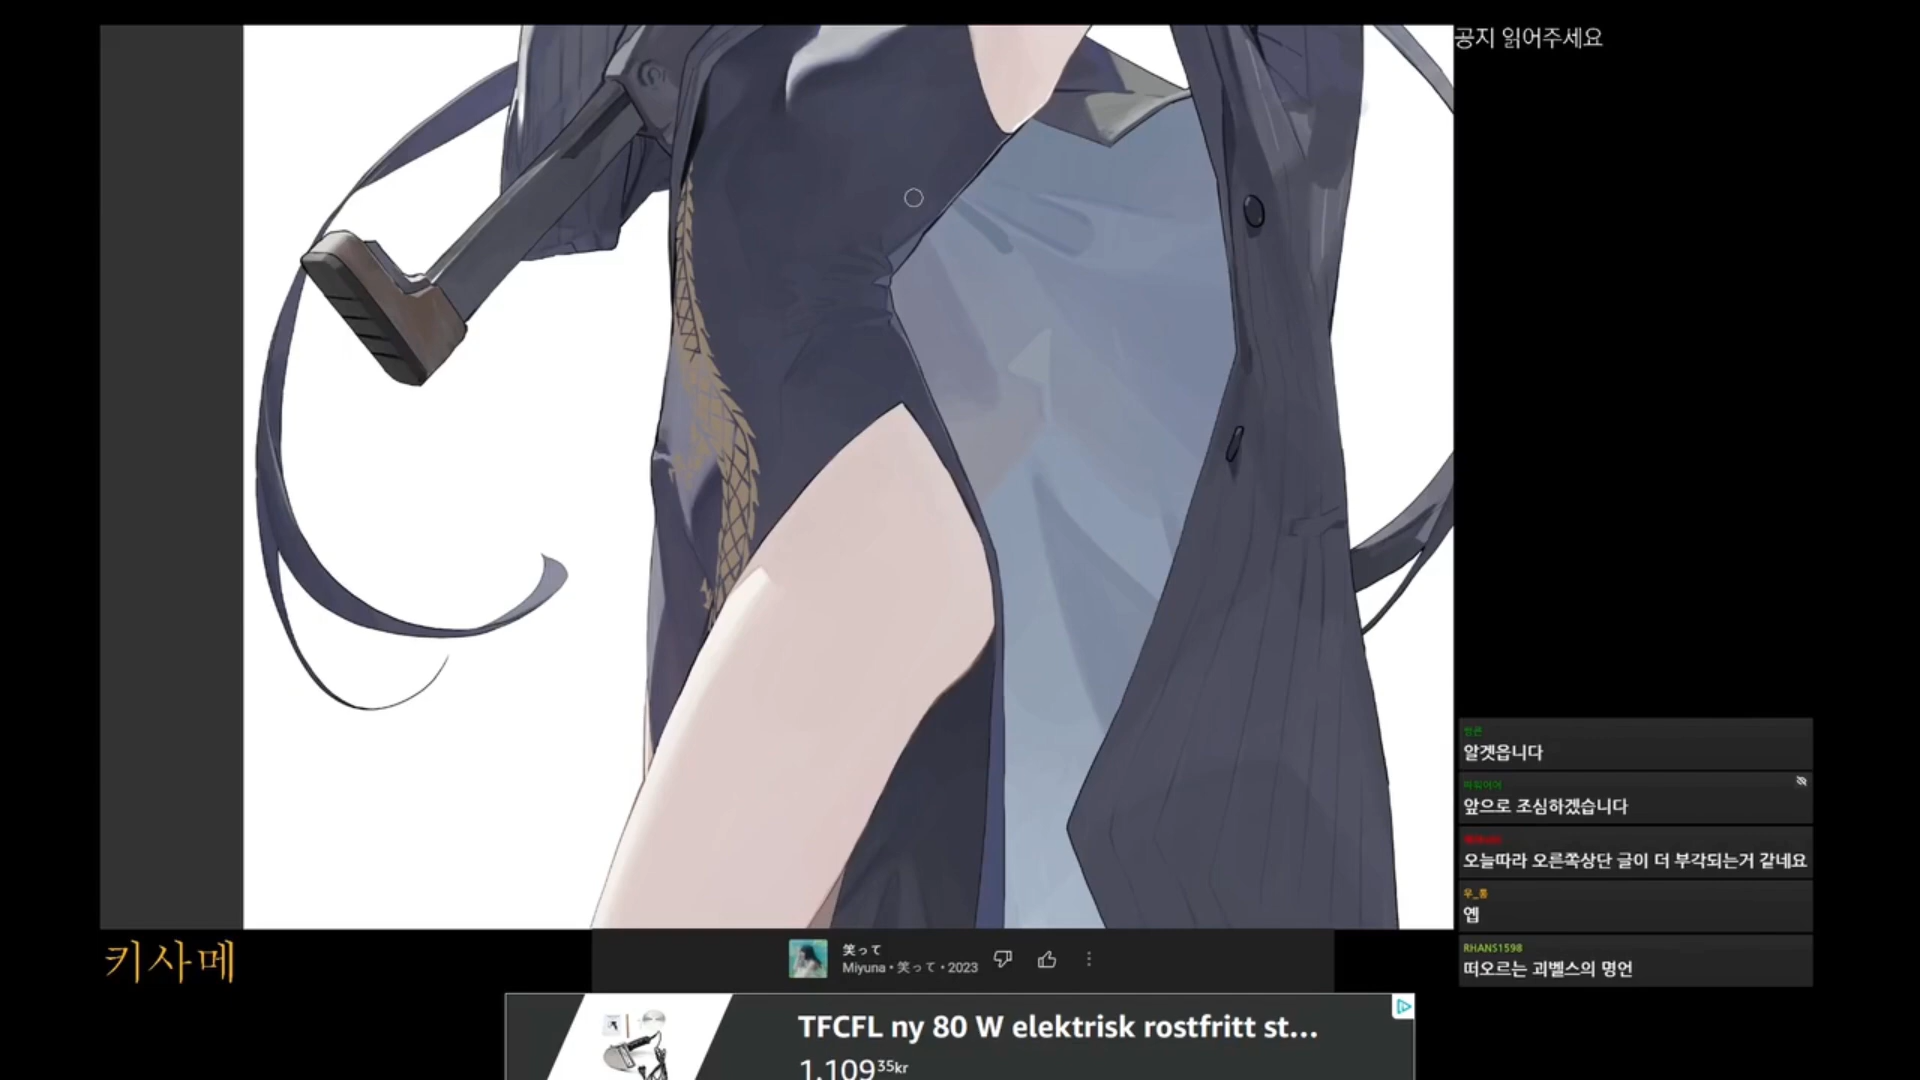 공지 읽어주세요
알겟읍니다
앞으로 조심하겠습니다
오늘따라 오른쪽상단 글이 더 부각되는거 같네요
우_롱
옙
RHANS1598
떠오르는 괴벨스의 명언
키사메
笑って
Miyuna • 笑って • 2023
TFCFL ny 80 W elektrisk rostfritt st...
1.109 35kr